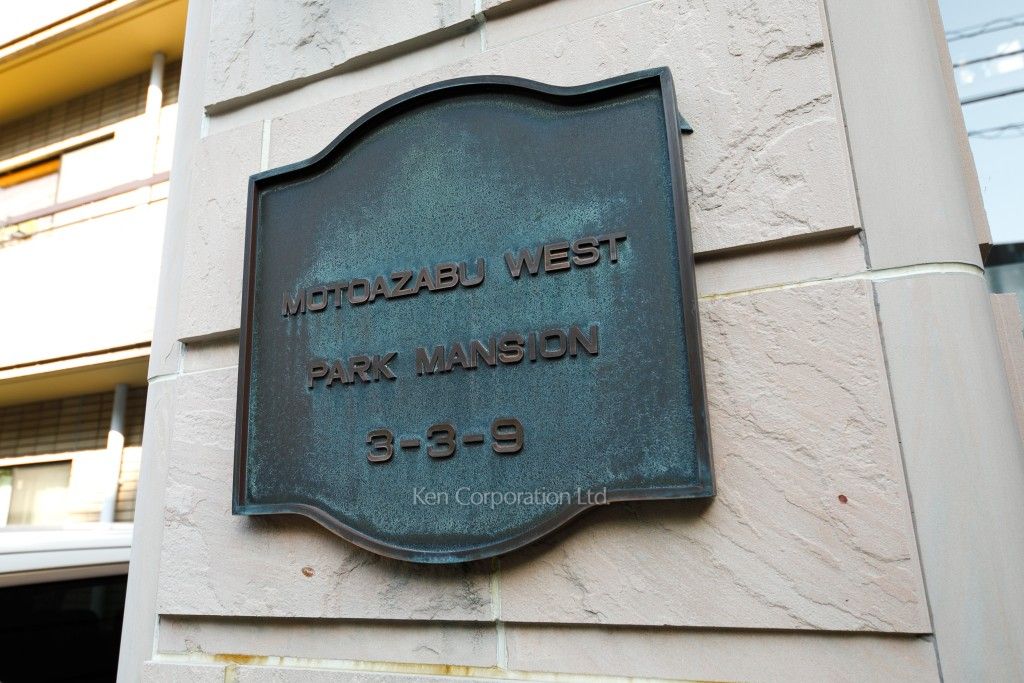 MOTOAZABU WEST
PARK MANSION
3-3-9
Ken Corporation Ltd.